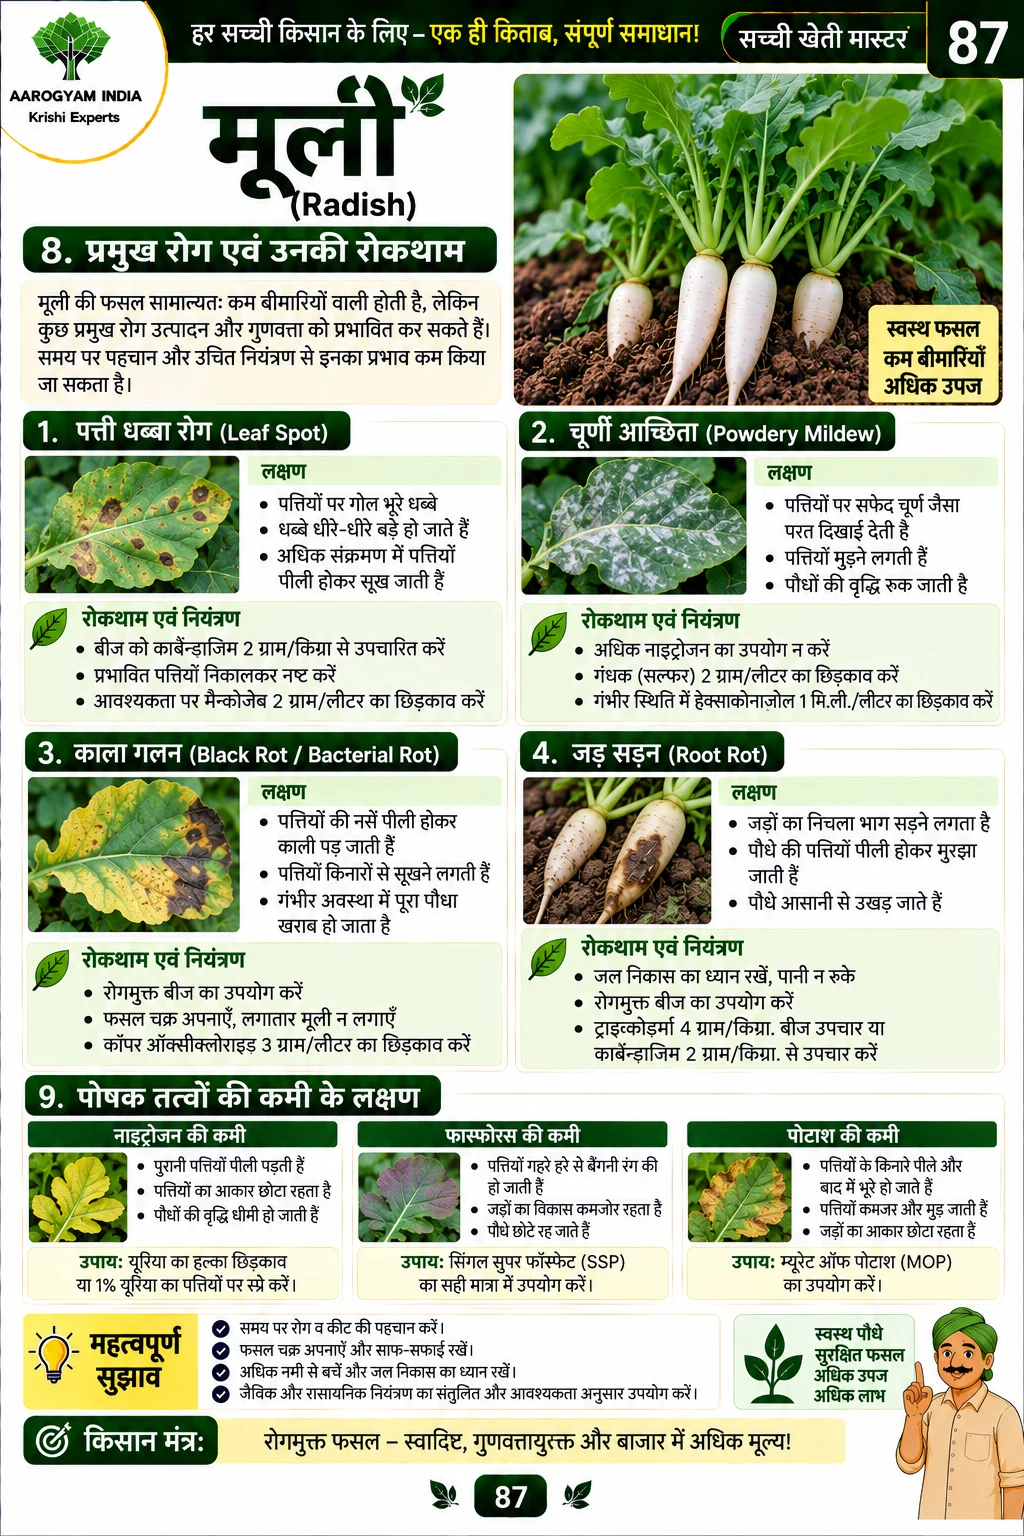 हर सच्ची किसान के लिए – एक ही किताब, संपूर्ण समाधान!
सच्ची खेती मास्टर
87
AAROGYAM INDIA
Krishi Experts
मूली
(Radish)
8. प्रमुख रोग एवं उनकी रोकथाम
मूली की फसल सामाल्यतः कम बीमारियों वाली होती है, लेकिन
कुछ प्रमुख रोग उत्पादन और गुणवत्ता को प्रभावित कर सकते हैं।
समय पर पहचान और उचित नियंत्रण से इनका प्रभाव कम किया
जा सकता है।
स्वस्थ फसल
कम बीमारियाँ
अधिक उपज
1. पत्ती धब्बा रोग (Leaf Spot)
लक्षण
• पत्तियों पर गोल भूरे धब्बे
• धब्बे धीरे-धीरे बड़े हो जाते हैं
• अधिक संक्रमण में पत्तियों
पीली होकर सूख जाती हैं
रोकथाम एवं नियंत्रण
• बीज को कार्बेन्डाजिम 2 ग्राम/किग्रा से उपचारित करें
• प्रभावित पत्तियों निकालकर नष्ट करें
• आवश्यकता पर मैन्कोजेब 2 ग्राम/लीटर का छिड़काव करें
2. चूर्णी आच्छिता (Powdery Mildew)
लक्षण
• पत्तियों पर सफेद चूर्ण जैसा
परत दिखाई देती है
• पत्तियों मुड़ने लगती हैं
• पौधों की वृद्धि रुक जाती है
रोकथाम एवं नियंत्रण
• अधिक नाइट्रोजन का उपयोग न करें
• गंधक (सल्फर) 2 ग्राम/लीटर का छिड़काव करें
• गंभीर स्थिति में हेक्साकोनाज़ोल 1 मि.ली./लीटर का छिड़काव करें
3. काला गलन (Black Rot / Bacterial Rot)
लक्षण
• पत्तियों की नसें पीली होकर
काली पड़ जाती हैं
• पत्तियों किनारों से सूखने लगती हैं
• गंभीर अवस्था में पूरा पौधा
खराब हो जाता है
रोकथाम एवं नियंत्रण
• रोगमुक्त बीज का उपयोग करें
• फसल चक्र अपनाएँ, लगातार मूली न लगाएँ
• कॉपर ऑक्सीक्लोराइड 3 ग्राम/लीटर का छिड़काव करें
4. जड़ सड़न (Root Rot)
लक्षण
• जड़ों का निचला भाग सड़ने लगता है
• पौधे की पत्तियों पीली होकर मुरझा
जाती हैं
• पौधे आसानी से उखड़ जाते हैं
रोकथाम एवं नियंत्रण
• जल निकास का ध्यान रखें, पानी न रुके
• रोगमुक्त बीज का उपयोग करें
• ट्राइकोड़र्मा 4 ग्राम/किग्रा. बीज उपचार या
कार्बेन्डाजिम 2 ग्राम/किग्रा. से उपचार करें
9. पोषक तत्वों की कमी के लक्षण
नाइट्रोजन की कमी
• पुरानी पत्तियों पीली पड़ती हैं
• पत्तियों का आकार छोटा रहता है
• पौधों की वृद्धि धीमी हो जाती हैं
उपाय: यूरिया का हल्का छिड़काव
या 1% यूरिया का पत्तियों पर स्प्रे करें।
फास्फोरस की कमी
• पत्तियों गहरे हरे से बैंगनी रंग की
हो जाती हैं
• जड़ों का विकास कमजोर रहता है
• पौधे छोटे रह जाते हैं
उपाय: सिंगल सुपर फॉस्फेट (SSP)
का सही मात्रा में उपयोग करें।
पोटाश की कमी
• पत्तियों के किनारे पीले और
बाद में भूरे हो जाते हैं
• पत्तियों कमजर और मुड़ जाती हैं
• जड़ों का आकार छोटा रहता है
उपाय: म्यूरेट ऑफ पोटाश (MOP)
का उपयोग करें।
महत्वपूर्ण
सुझाव
समय पर रोग व कीट की पहचान करें।
फसल चक्र अपनाऐं और साफ-सफाई रखें।
अधिक नमी से बचें और जल निकास का ध्यान रखें।
जैविक और रासायनिक नियंत्रण का संतुलित और आवश्यकता अनुसार उपयोग करें।
स्वस्थ पौधे
सुरक्षित फसल
अधिक उपज
अधिक लाभ
किसान मंत्र:
रोगमुक्त फसल – स्वादिष्ट, गुणवत्तायुक्त और बाजार में अधिक मूल्य!
87